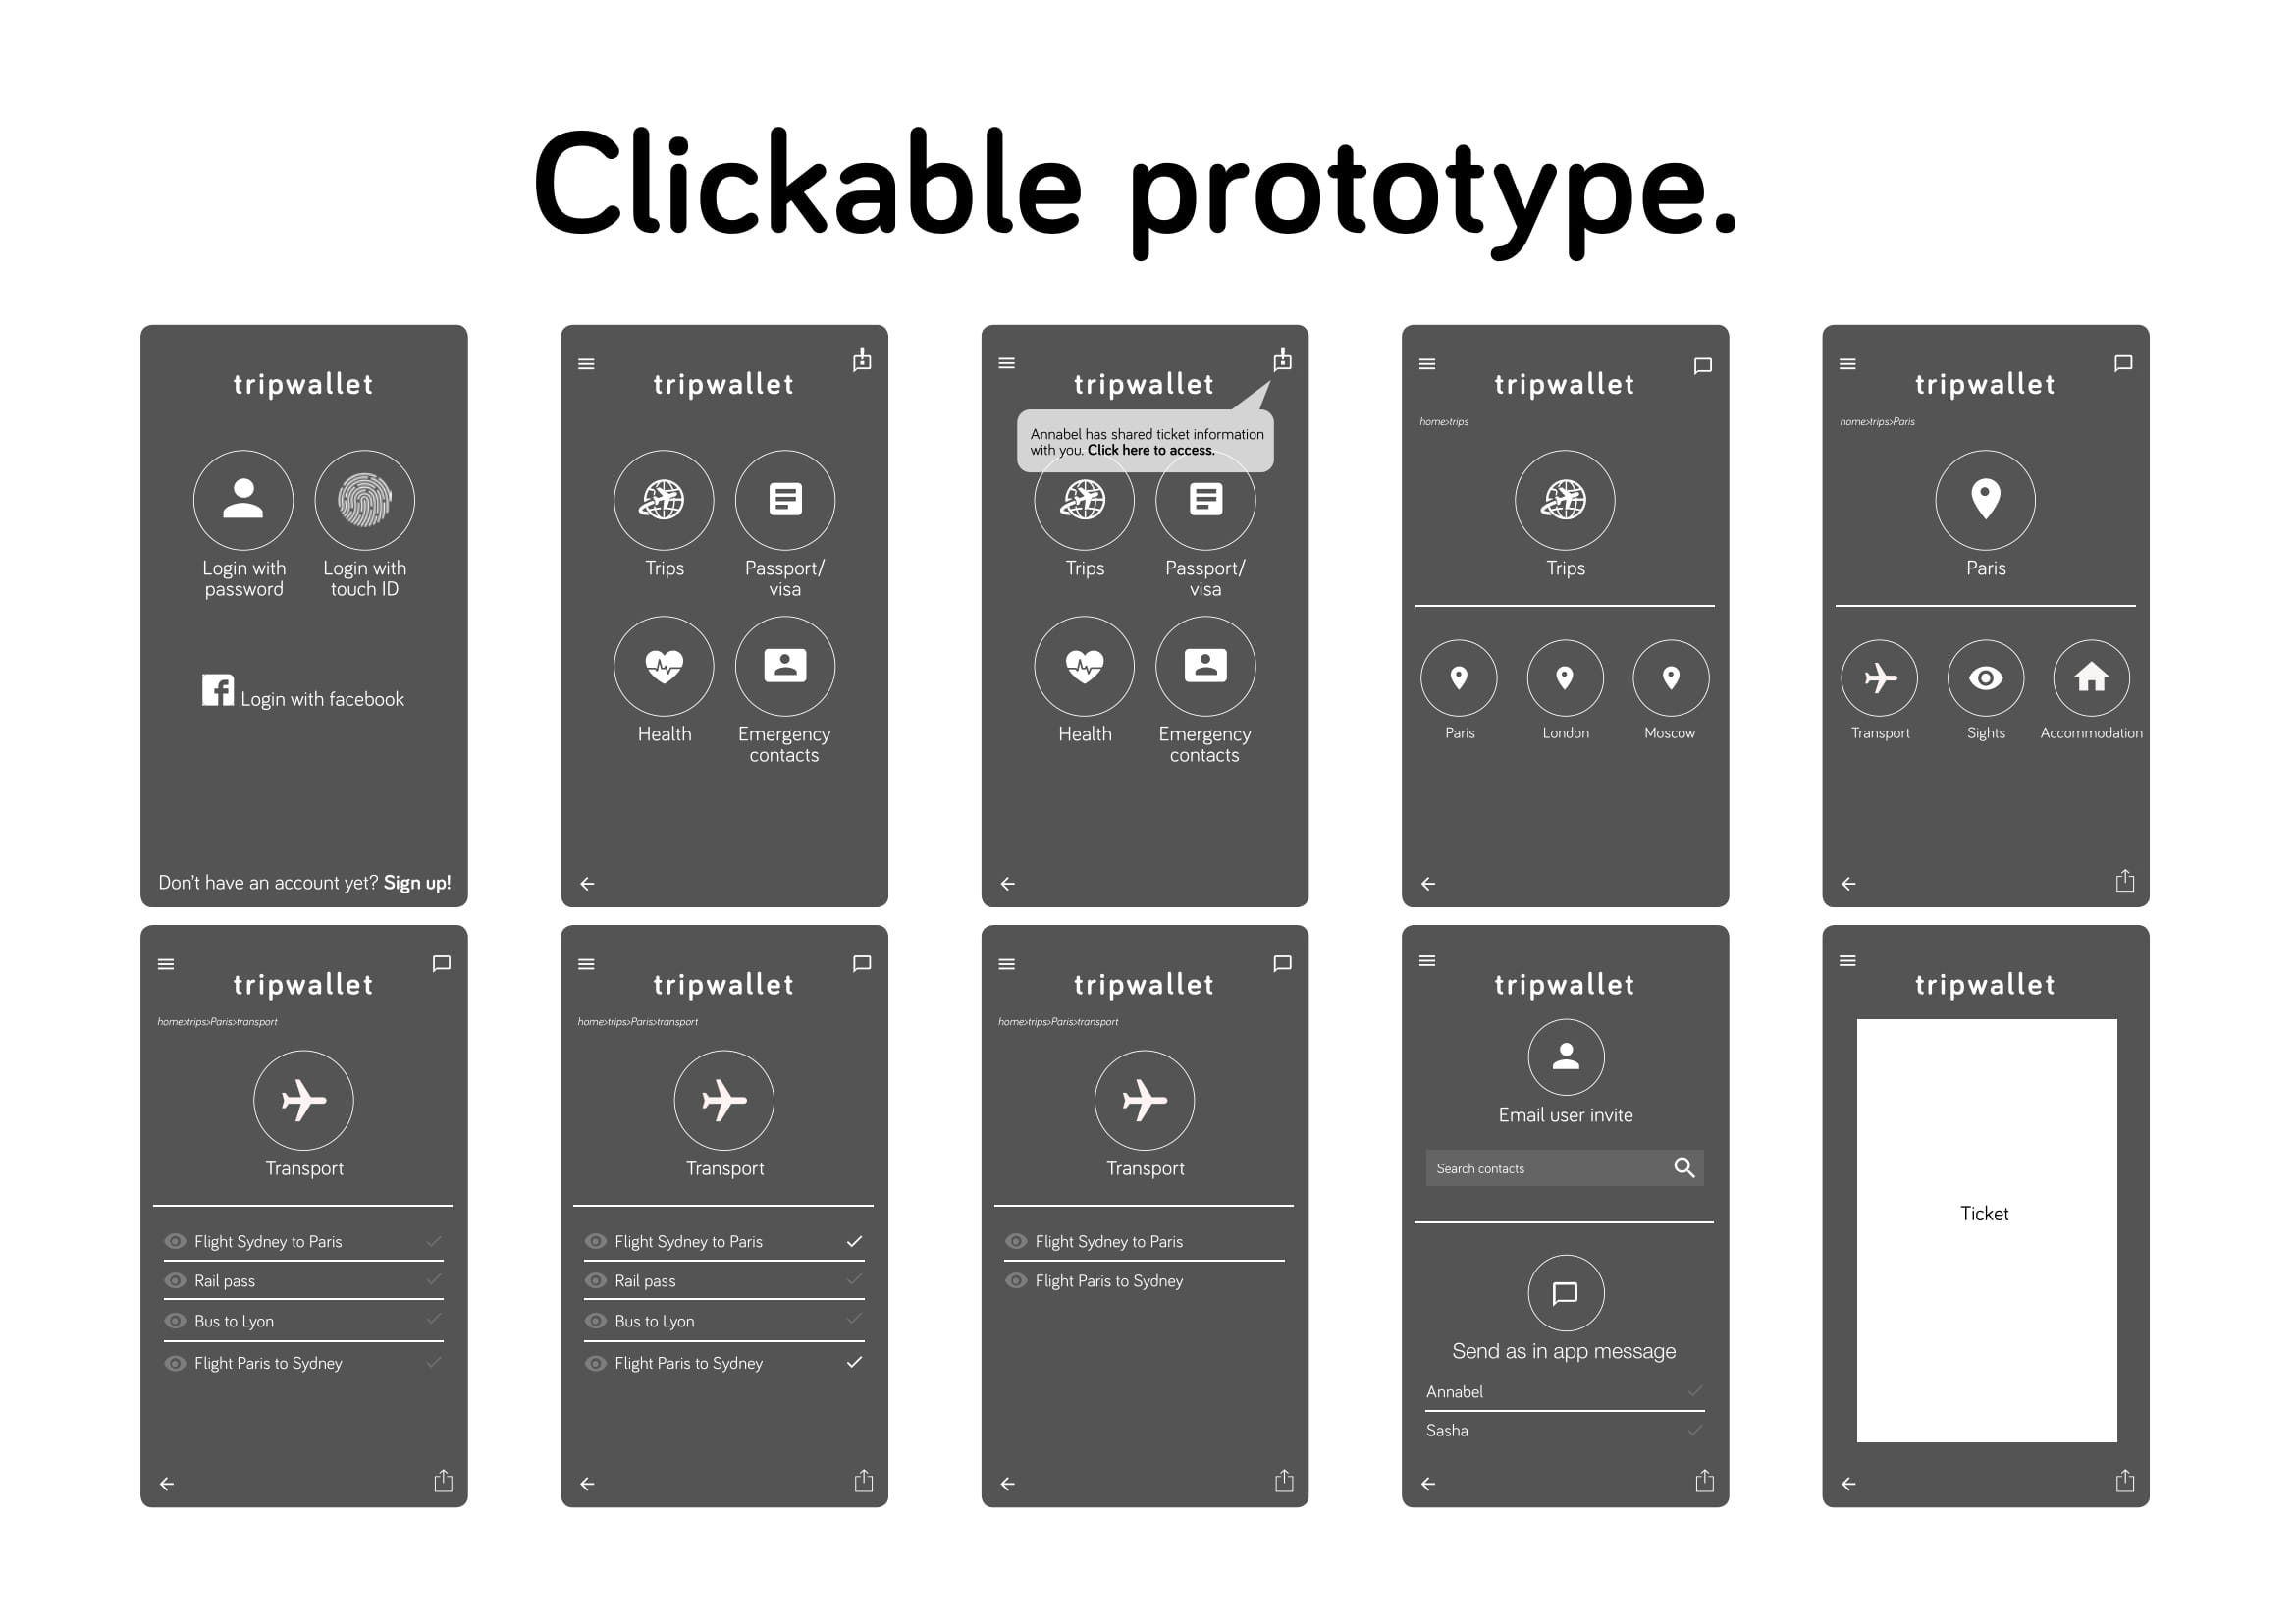 Clickable prototype.
tripwallet
Login with
password
Login with
touch ID
Login with facebook
Don't have an account yet? Sign up!
tripwallet
Trips
Passport/
visa
Health
Emergency
contacts
tripwallet
Annabel has shared ticket information
with you. Click here to access.
Trips
Passport/
visa
Health
Emergency
contacts
tripwallet
home>trips
Trips
Paris
London
Moscow
tripwallet
home>trips>Paris
Paris
Transport
Sights
Accommodation
tripwallet
home>trips>Paris>transport
Transport
Flight Sydney to Paris
Rail pass
Bus to Lyon
Flight Paris to Sydney
tripwallet
home>trips>Paris>transport
Transport
Flight Sydney to Paris
Rail pass
Bus to Lyon
Flight Paris to Sydney
tripwallet
home>trips>Paris>transport
Transport
Flight Sydney to Paris
Flight Paris to Sydney
tripwallet
Email user invite
Search contacts
Send as in app message
Annabel
Sasha
tripwallet
Ticket